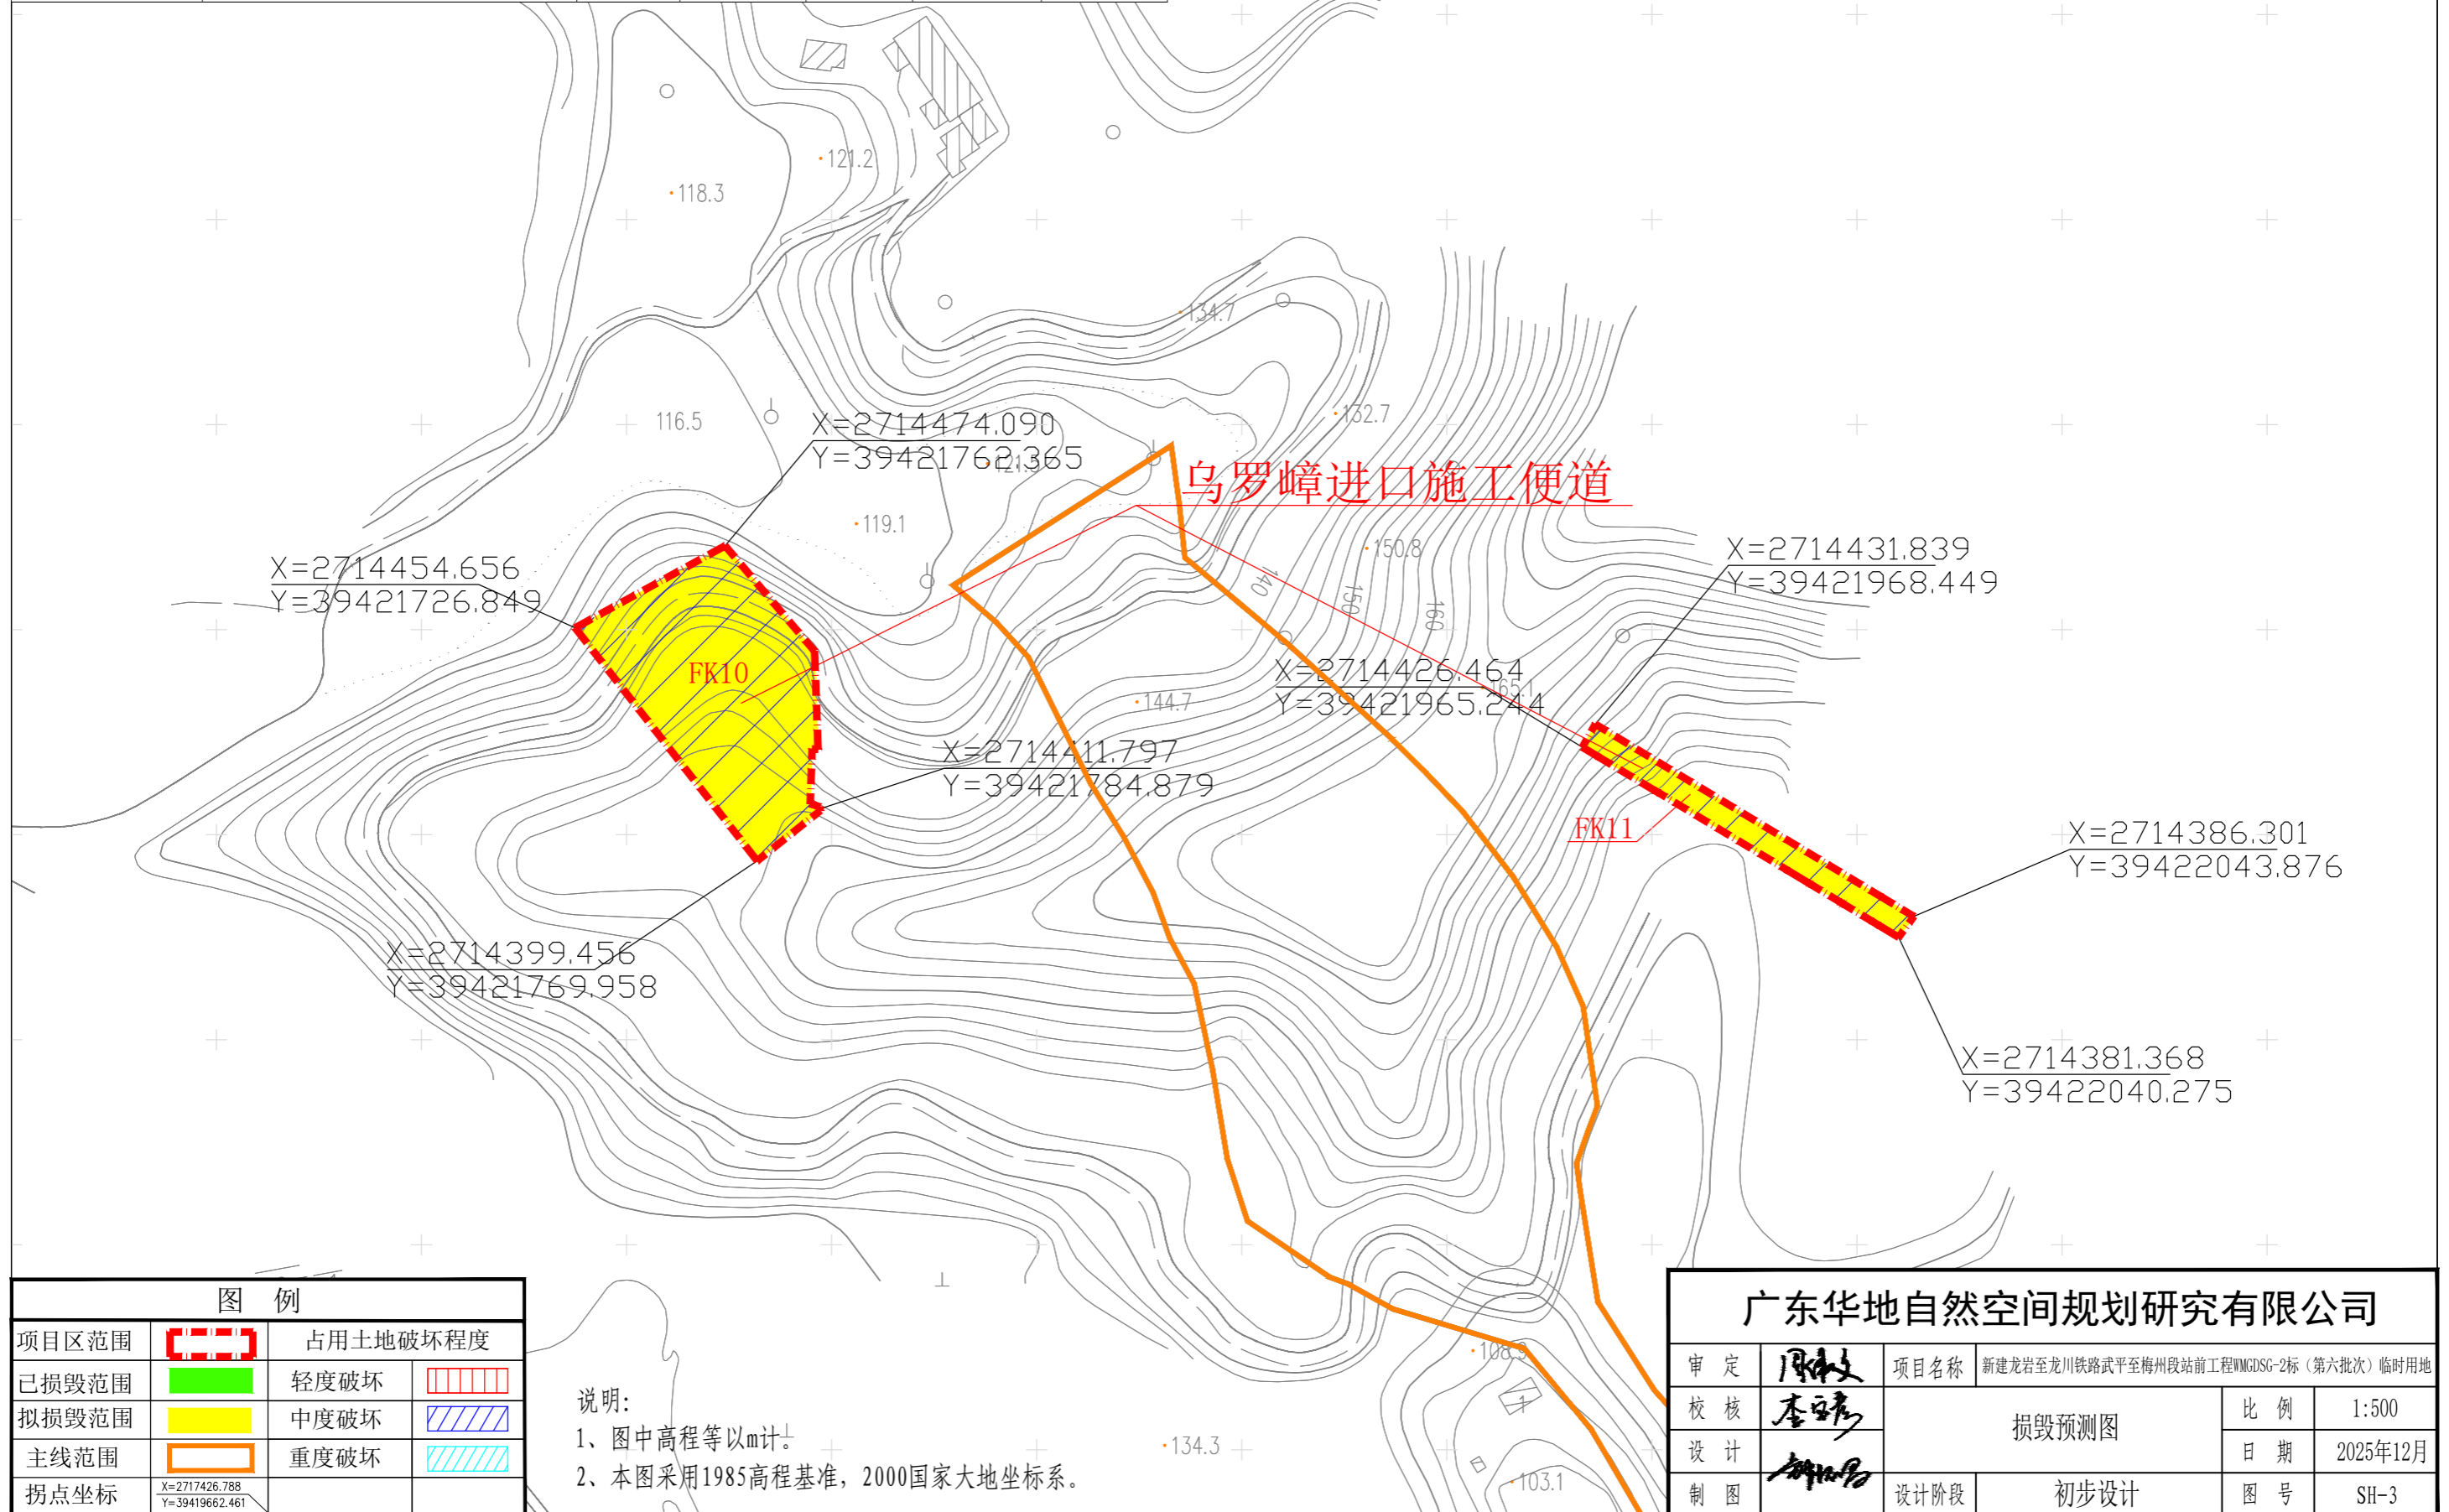 121.2
118.3
134.7
132.7
116.5
X=2714474.090
Y=39421762.365
乌罗嶂进口施工便道
119.1
150.8
X=2714431.839
Y=39421968.449
X=2714454.656
Y=39421726.849
140
150
160
FK10
X=2714426.464
Y=39421965.244
165.1
144.7
X=2714411.797
Y=39421784.879
FK11
X=2714386.301
Y=39422043.876
X=2714399.456
Y=39421769.958
X=2714381.368
Y=39422040.275
108.9
134.3
103.1
图 例
项目区范围 占用土地破坏程度
已损毁范围 轻度破坏
拟损毁范围 中度破坏
主线范围 重度破坏
拐点坐标 X=2717426.788
Y=39419662.461
说明:
1、图中高程等以m计。
2、本图采用1985高程基准，2000国家大地坐标系。
广东华地自然空间规划研究有限公司
审 定 项目名称 新建龙岩至龙川铁路武平至梅州段站前工程WMGDSG-2标（第六批次）临时用地
校 核 损毁预测图 比 例 1:500
设 计 日 期 2025年12月
制 图 设计阶段 初步设计 图 号 SH-3